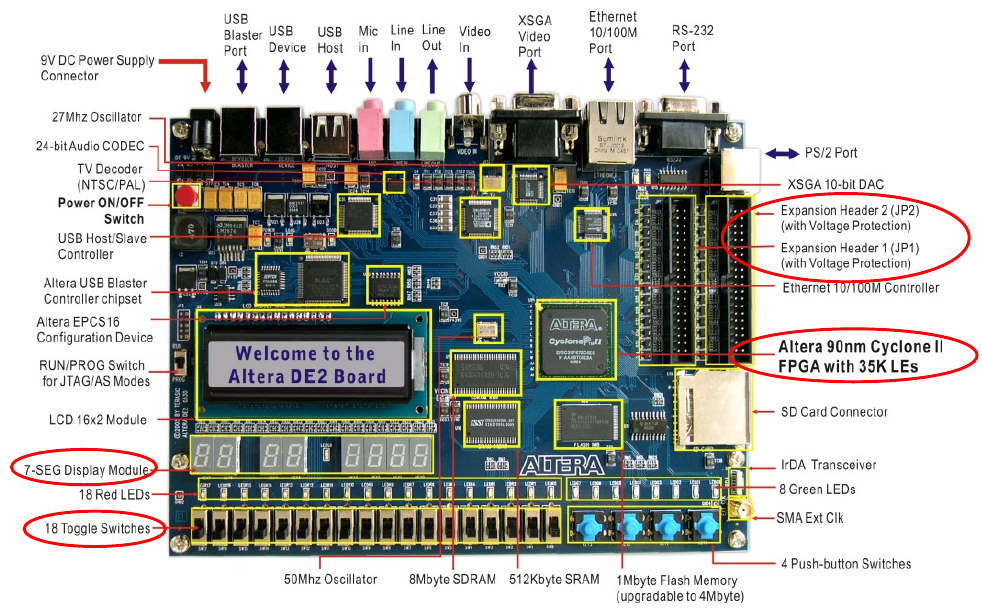 USB
Blaster
Port
USB
Device
USB
Host
Mic
in
Line
In
Line
Out
Video
In
XSGA
Video
Port
Ethernet
10/100M
Port
RS-232
Port
9V DC Power Supply
Connector
27Mhz Oscillator
24-bit Audio CODEC
TV Decoder
(NTSC/PAL)
Power ON/OFF
Switch
USB Host/Slave
Controller
Altera USB Blaster
Controller chipset
Altera EPCS16
Configuration Device
RUN/PROG Switch
for JTAG/AS Modes
LCD 16x2 Module
7-SEG Display Module
18 Red LEDs
18 Toggle Switches
50Mhz Oscillator
8Mbyte SDRAM
512Kbyte SRAM
1Mbyte Flash Memory
(upgradable to 4Mbyte)
PS/2 Port
XSGA 10-bit DAC
Expansion Header 2 (JP2)
(with Voltage Protection)
Expansion Header 1 (JP1)
(with Voltage Protection)
Ethernet 10/100M Controller
Altera 90nm Cyclone II
FPGA with 35K LEs
SD Card Connector
IrDA Transceiver
8 Green LEDs
SMA Ext Clk
4 Push-button Switches
Welcome to the
Altera DE2 Board
ALTERA
Cyclone II
ALTERA
VIDEO IN
RUN
PROG
LCD